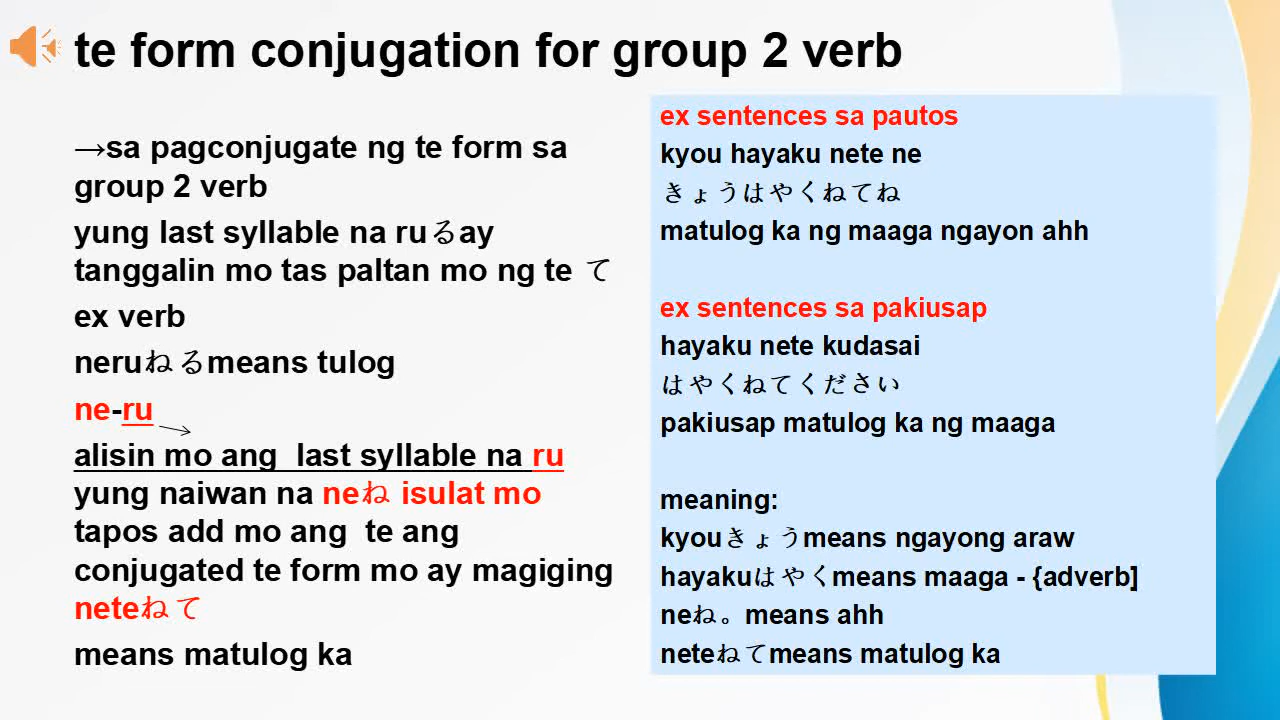 te form conjugation for group 2 verb
→sa pagconjugate ng te form sa
group 2 verb
yung last syllable na ruるay
tanggalin mo tas paltan mo ng te て
ex verb
neruねるmeans tulog
ne-ru
alisin mo ang  last syllable na ru
yung naiwan na neね isulat mo
tapos add mo ang  te ang
conjugated te form mo ay magiging
neteねて
means matulog ka
ex sentences sa pautos
kyou hayaku nete ne
きょうはやくねてね
matulog ka ng maaga ngayon ahh
ex sentences sa pakiusap
hayaku nete kudasai
はやくねてください
pakiusap matulog ka ng maaga
meaning:
kyouきょうmeans ngayong araw
hayakuはやくmeans maaga - {adverb]
neね。means ahh
neteねてmeans matulog ka